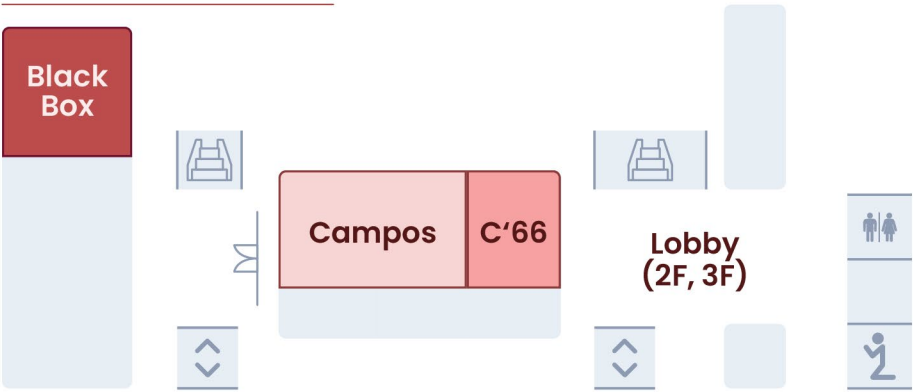 Black
Box
Campos
C‘66
Lobby
(2F, 3F)